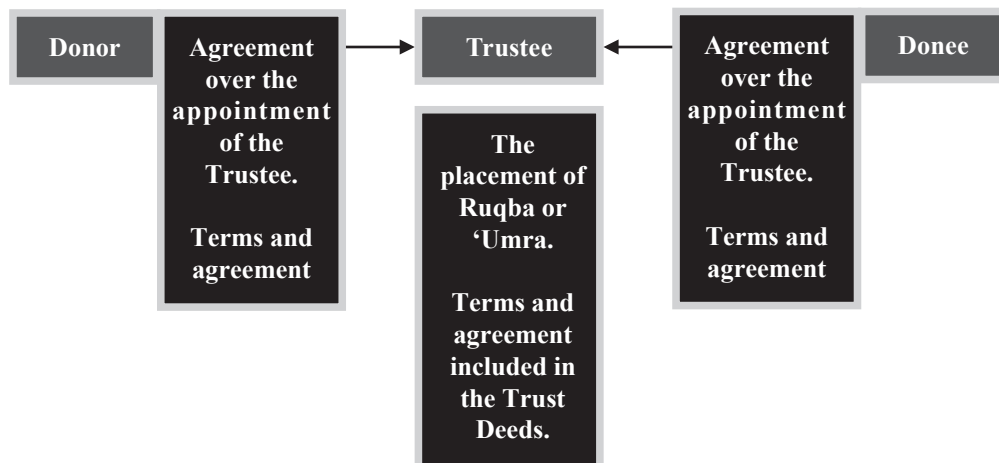 Donor
Agreement
over the
appointment
of the
Trustee.
Terms and
agreement
Trustee
The
placement of
Ruqba or
‘Umra.
Terms and
agreement
included in
the Trust
Deeds.
Agreement
over the
appointment
of the
Trustee.
Terms and
agreement
Donee